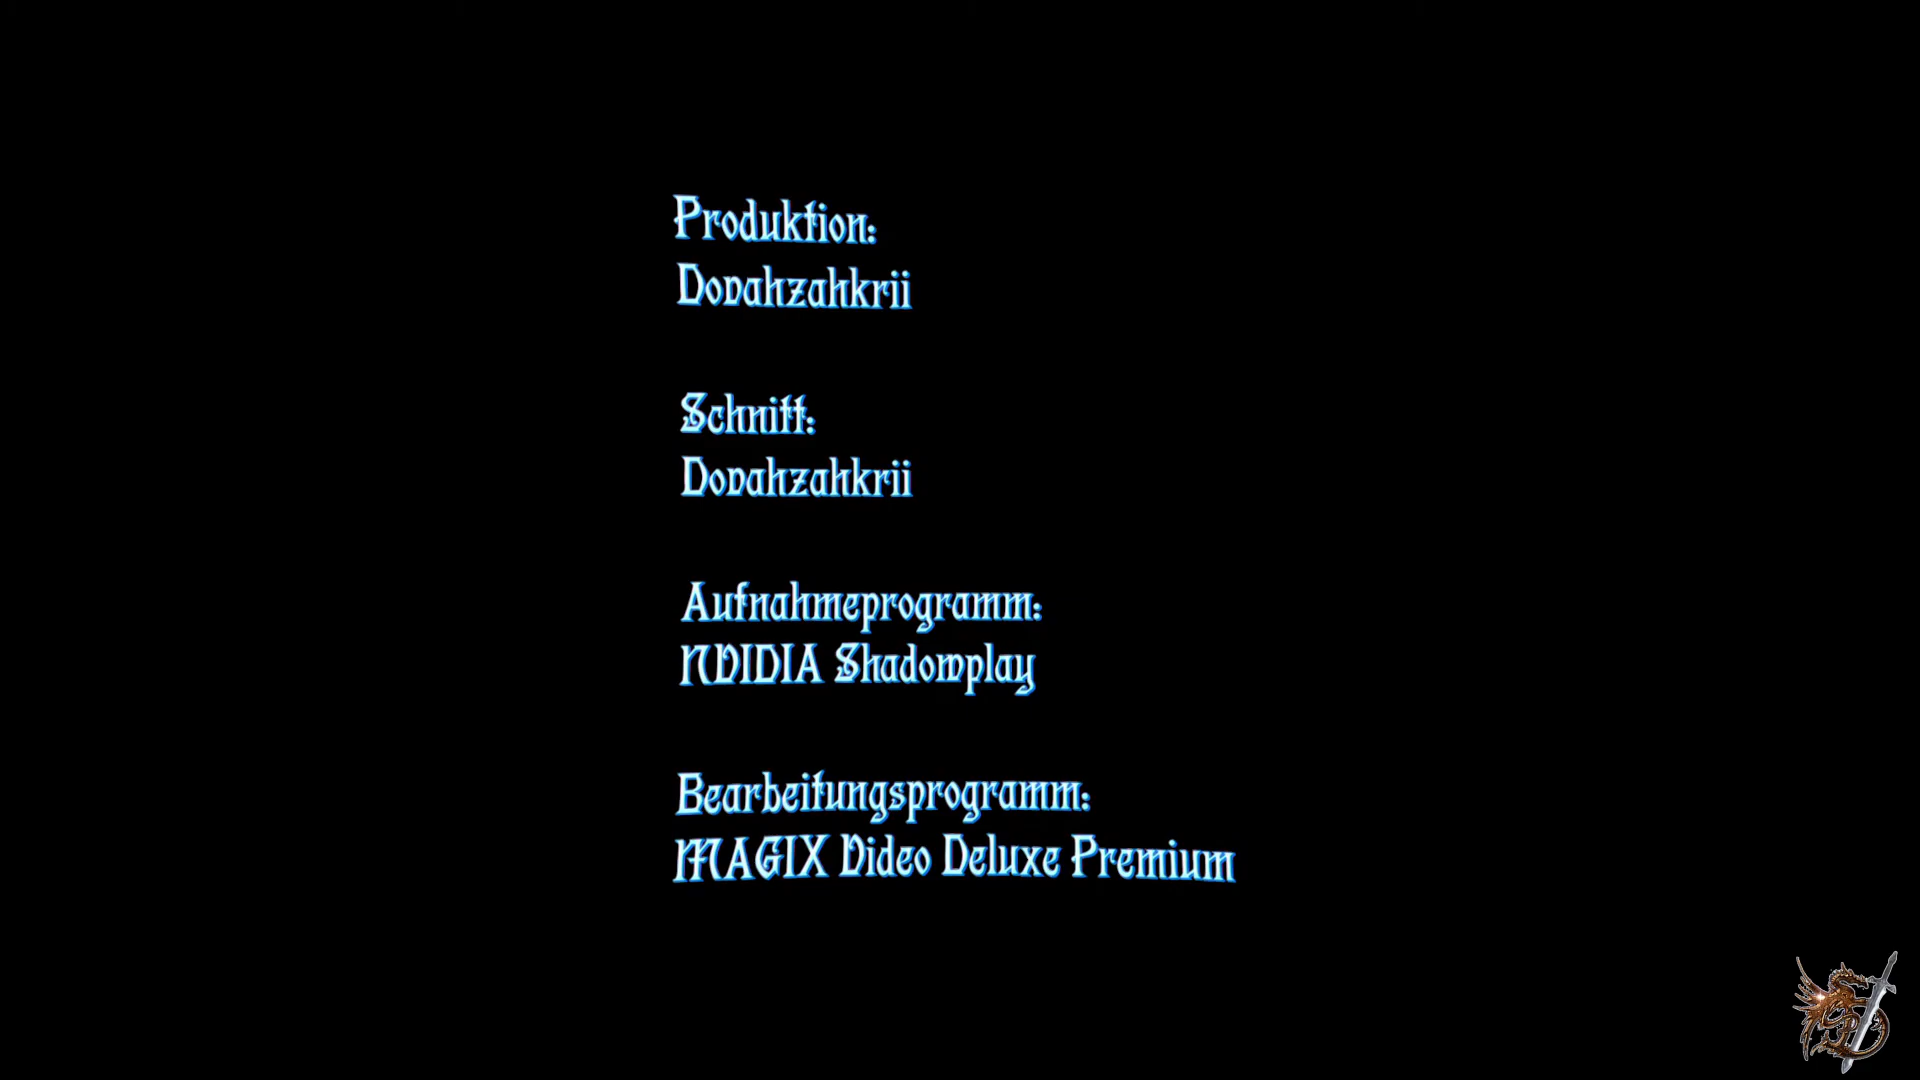 Produktion:
Dovahzahkrii
Schnitt:
Dovahzahkrii
Aufnahmeprogramm:
NVIDIA Shadowplay
Bearbeitungsprogramm:
MAGIX Video Deluxe Premium